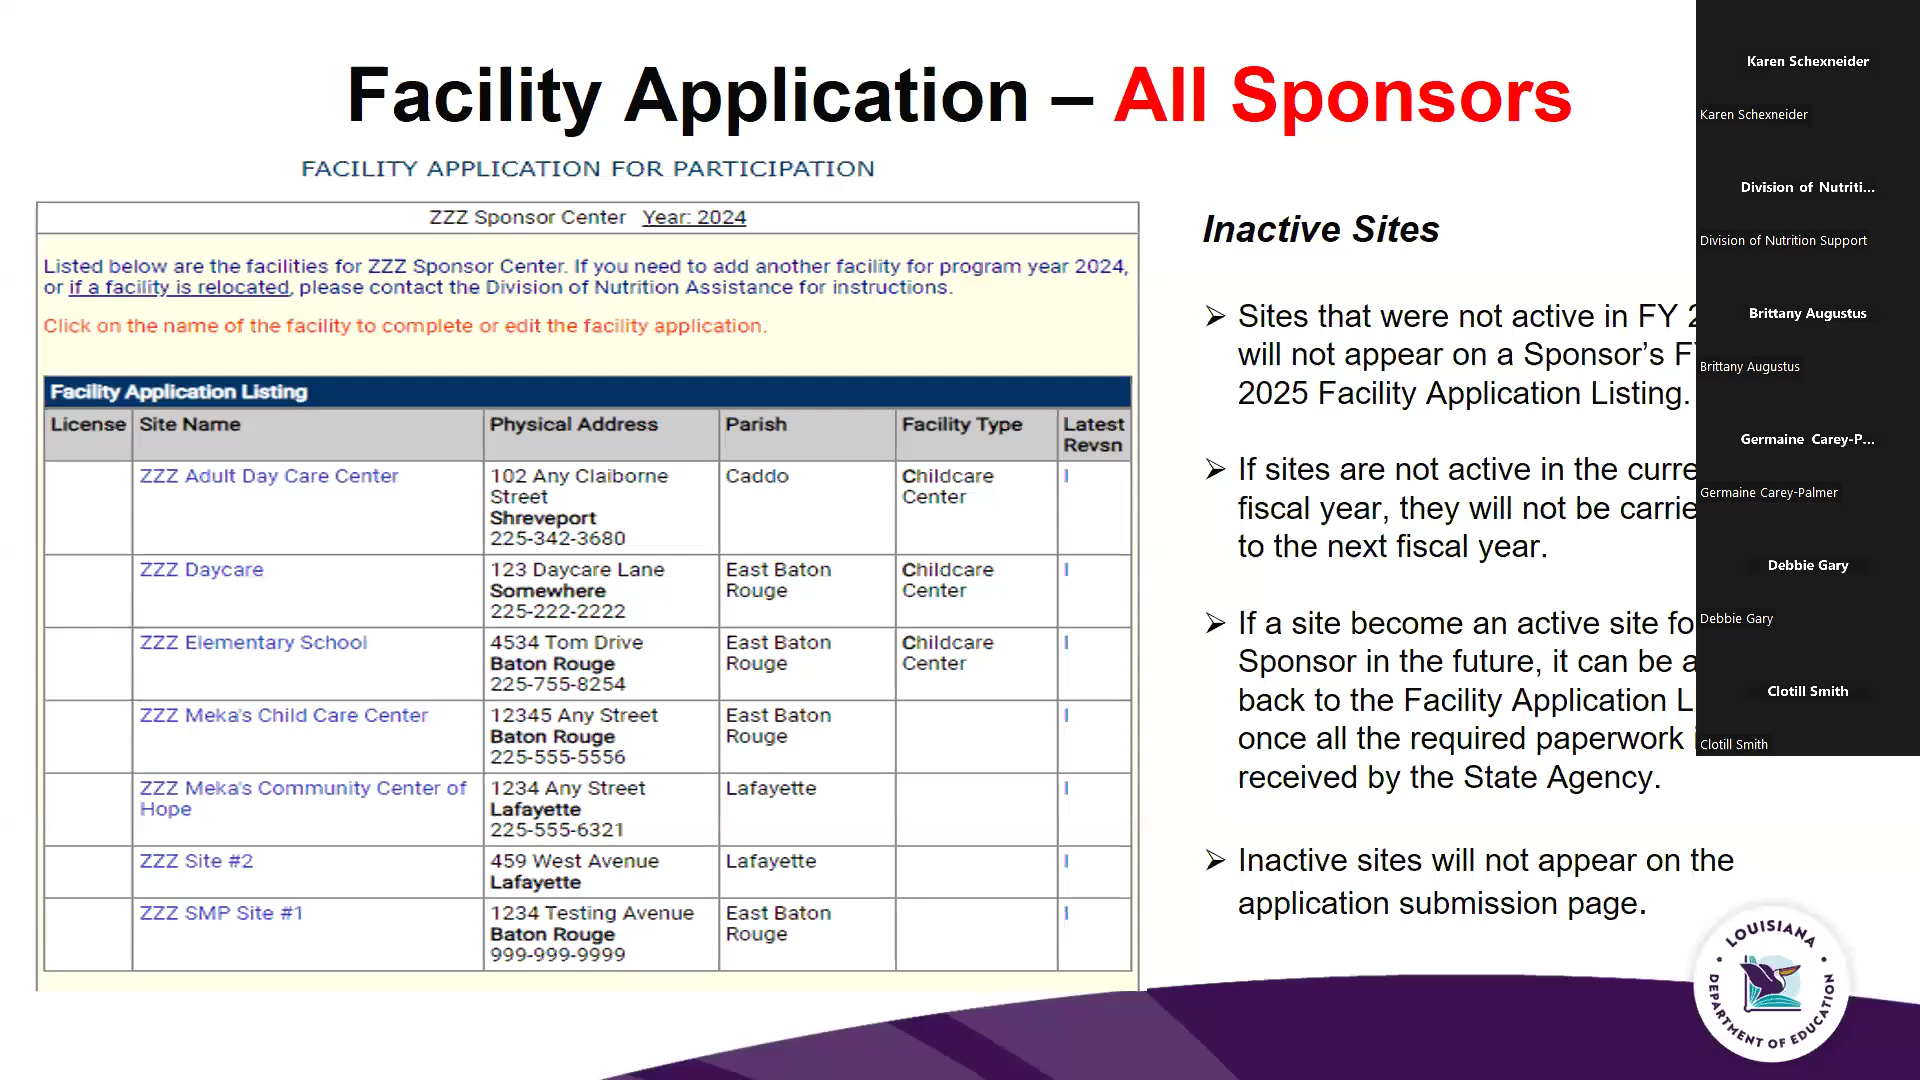 Facility Application – All Sponsors
FACILITY APPLICATION FOR PARTICIPATION
ZZZ Sponsor Center Year: 2024
Listed below are the facilities for ZZZ Sponsor Center. If you need to add another facility for program year 2024,
or if a facility is relocated, please contact the Division of Nutrition Assistance for instructions.
Click on the name of the facility to complete or edit the facility application.
Facility Application Listing
License Site Name Physical Address Parish Facility Type Latest
Revsn
ZZZ Adult Day Care Center 102 Any Claiborne Caddo Childcare I
Street Center
Shreveport
225-342-3680
ZZZ Daycare 123 Daycare Lane East Baton Childcare I
Somewhere Rouge Center
225-222-2222
ZZZ Elementary School 4534 Tom Drive East Baton Childcare I
Baton Rouge Rouge Center
225-755-8254
ZZZ Meka's Child Care Center 12345 Any Street East Baton I
Baton Rouge Rouge
225-555-5556
ZZZ Meka's Community Center of 1234 Any Street Lafayette I
Hope Lafayette
225-555-6321
ZZZ Site #2 459 West Avenue Lafayette I
Lafayette
ZZZ SMP Site #1 1234 Testing Avenue East Baton I
Baton Rouge Rouge
999-999-9999
Inactive Sites
➢ Sites that were not active in FY
will not appear on a Sponsor’s
2025 Facility Application Listing.
➢ If sites are not active in the
fiscal year, they will not be
to the next fiscal year.
➢ If a site become an active site
Sponsor in the future, it can be
back to the Facility Application
once all the required paperwork
received by the State Agency.
➢ Inactive sites will not appear on the
application submission page.
Karen Schexneider
Karen Schexneider
Division of Nutriti...
Division of Nutrition Support
Brittany Augustus
Brittany Augustus
Germaine Carey-P...
Germaine Carey-Palmer
Debbie Gary
Debbie Gary
Clotill Smith
Clotill Smith
LOUISIANA
DEPARTMENT OF EDUCATION